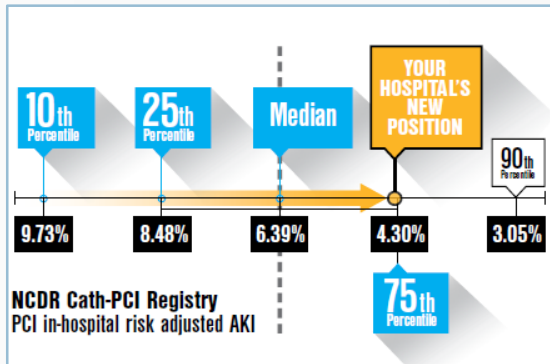 10th
Percentile
25th
Percentile
Median
YOUR
HOSPITAL'S
NEW
POSITION
90th
Percentile
9.73%
8.48%
6.39%
4.30%
3.05%
NCDR Cath-PCI Registry
PCI in-hospital risk adjusted AKI
75th
Percentile